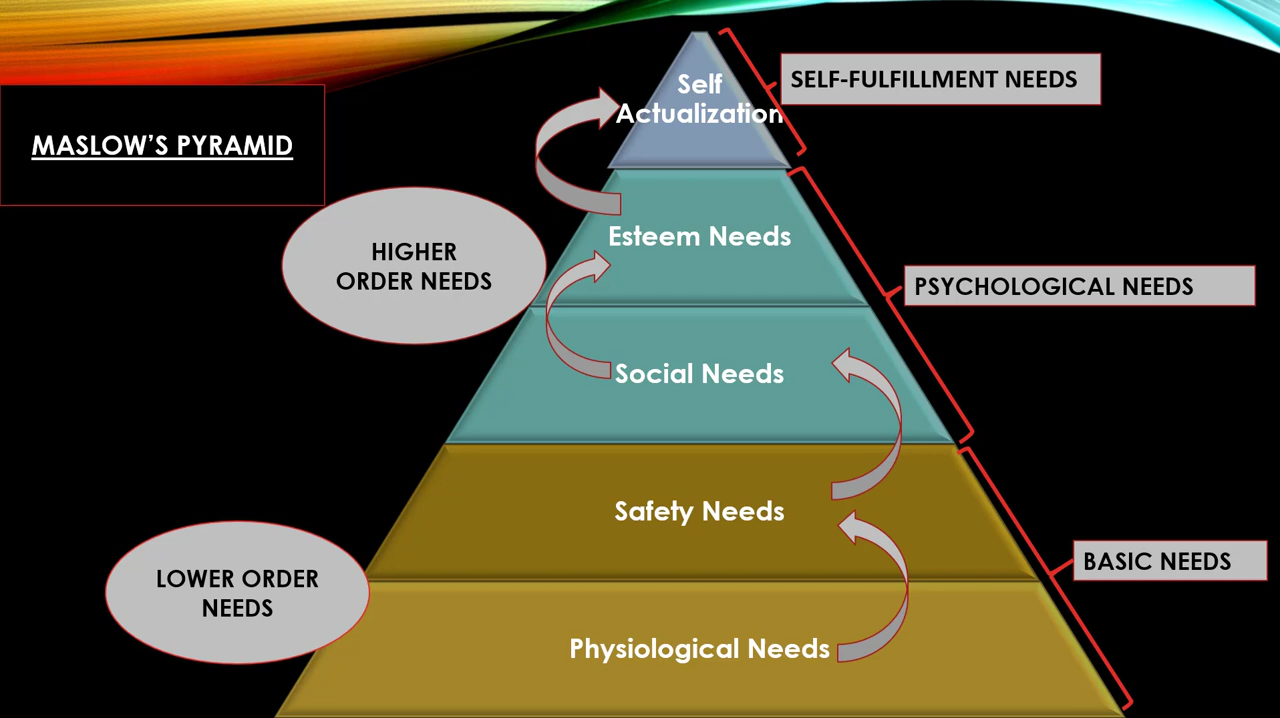 MASLOW'S PYRAMID
Self
Actualization
SELF-FULFILLMENT NEEDS
HIGHER
ORDER NEEDS
Esteem Needs
PSYCHOLOGICAL NEEDS
Social Needs
Safety Needs
BASIC NEEDS
LOWER ORDER
NEEDS
Physiological Needs